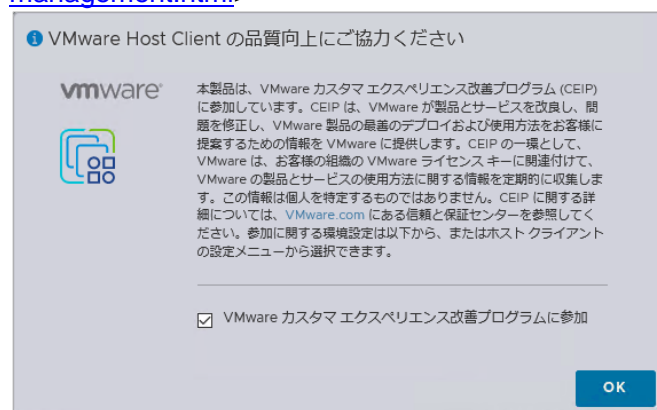 management.html>
VMware Host Client の品質向上にご協力ください
vmware®
本製品は、VMware カスタマ エクスペリエンス改善プログラム (CEIP)
に参加しています。CEIP は、VMware が製品とサービスを改良し、問
題を修正し、VMware 製品の最善のデプロイおよび使用方法をお客様に
提案するための情報を VMware に提供します。CEIP の一環として、
VMware は、お客様の組織の VMware ライセンス キーに関連付けて、
VMware の製品とサービスの使用方法に関する情報を定期的に収集しま
す。この情報は個人を特定するものではありません。CEIP に関する詳
細については、VMware.com にある信頼と保証センターを参照してく
ださい。参加に関する環境設定は以下から、またはホスト クライアント
の設定メニューから選択できます。
VMware カスタマ エクスペリエンス改善プログラムに参加
OK